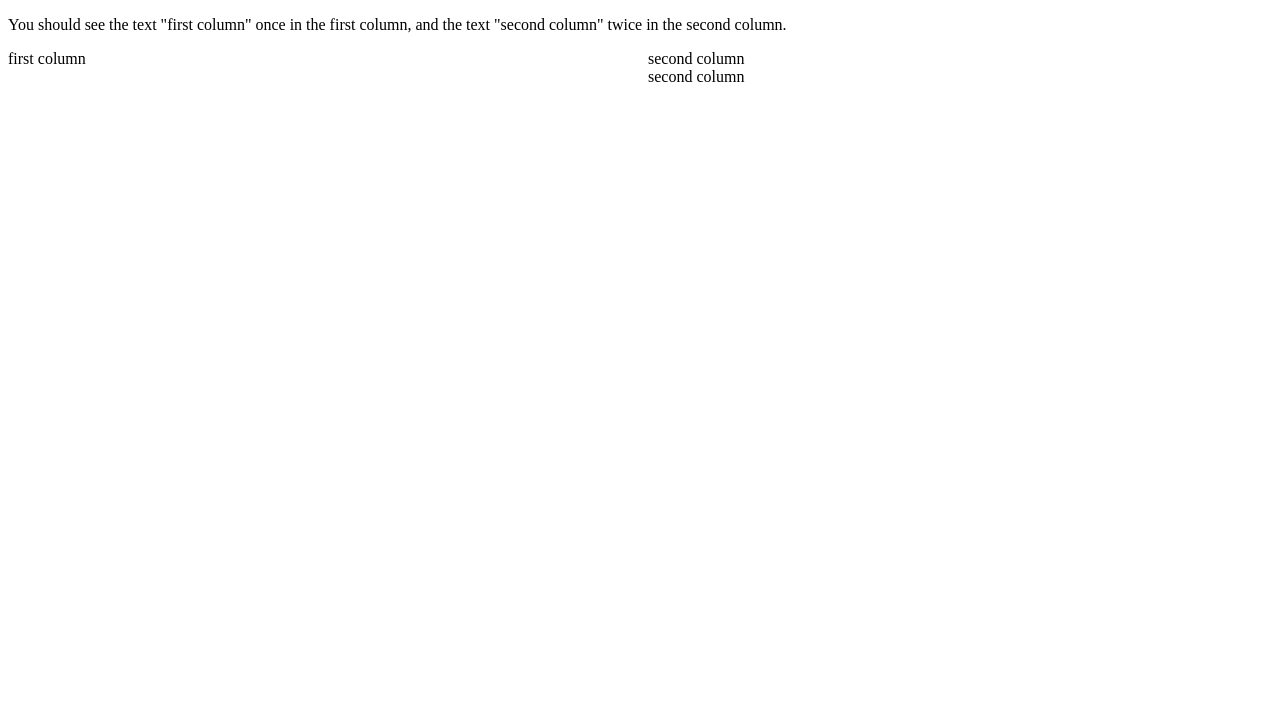 You should see the text "first column" once in the first column, and the text "second column" twice in the second column.
first column
second column
second column